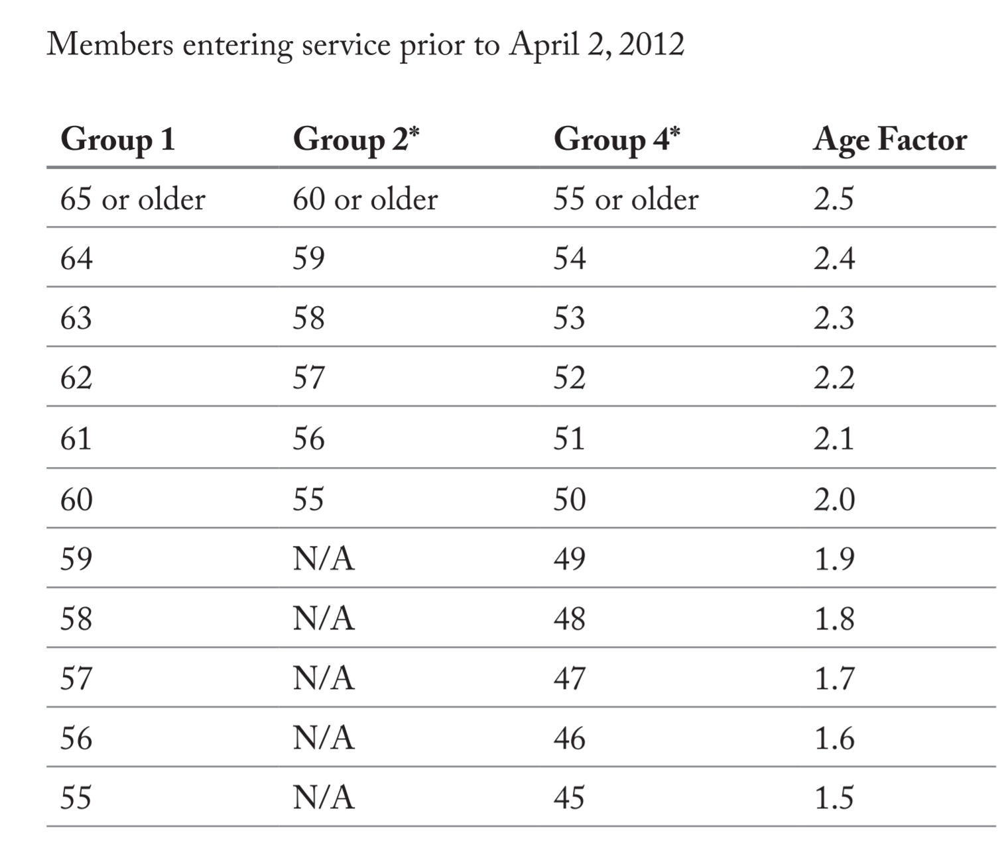 Members entering service prior to April 2, 2012
Group 1 Group 2* Group 4* Age Factor
65 or older 60 or older 55 or older 2.5
64 59 54 2.4
63 58 53 2.3
62 57 52 2.2
61 56 51 2.1
60 55 50 2.0
59 N/A 49 1.9
58 N/A 48 1.8
57 N/A 47 1.7
56 N/A 46 1.6
55 N/A 45 1.5